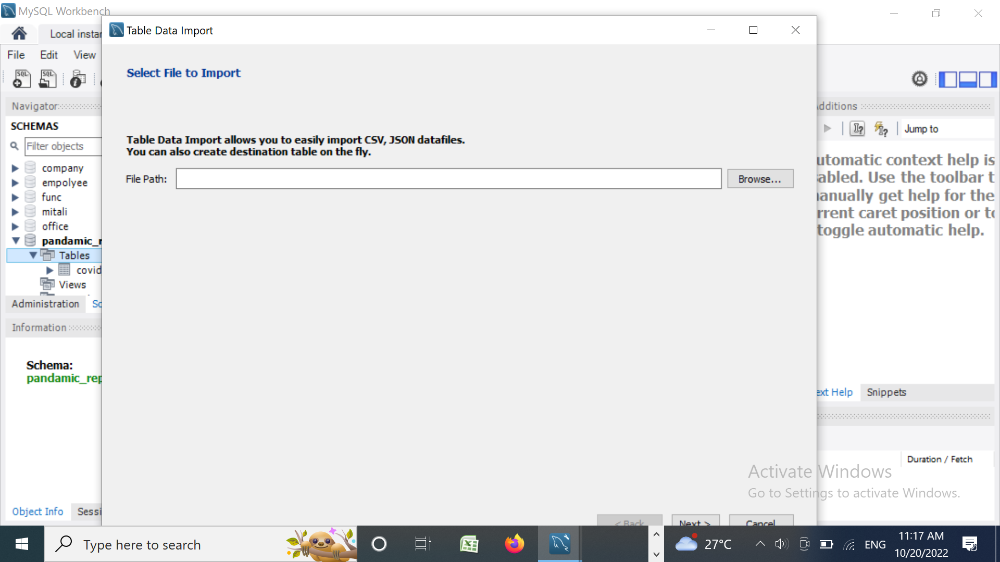 MySQL Workbench
Table Data Import
Local instar
File Edit View
Select File to Import
Navigator
SCHEMAS
Filter objects
company
empolyee
func
mitali
office
pandamic_r
Tables
covid
Views
Administration Sc
Information
Schema:
pandamic_rep
Object Info Sessi
Table Data Import allows you to easily import CSV, JSON datafiles.
You can also create destination table on the fly.
File Path: Browse...
< Back Next > Cancel
dditions
Jump to
utomatic context help is
abled. Use the toolbar t
anually get help for the
rrent caret position or to
toggle automatic help.
ext Help Snippets
Duration / Fetch
Activate Windows
Go to Settings to activate Windows.
Type here to search
27°C
ENG
11:17 AM
10/20/2022